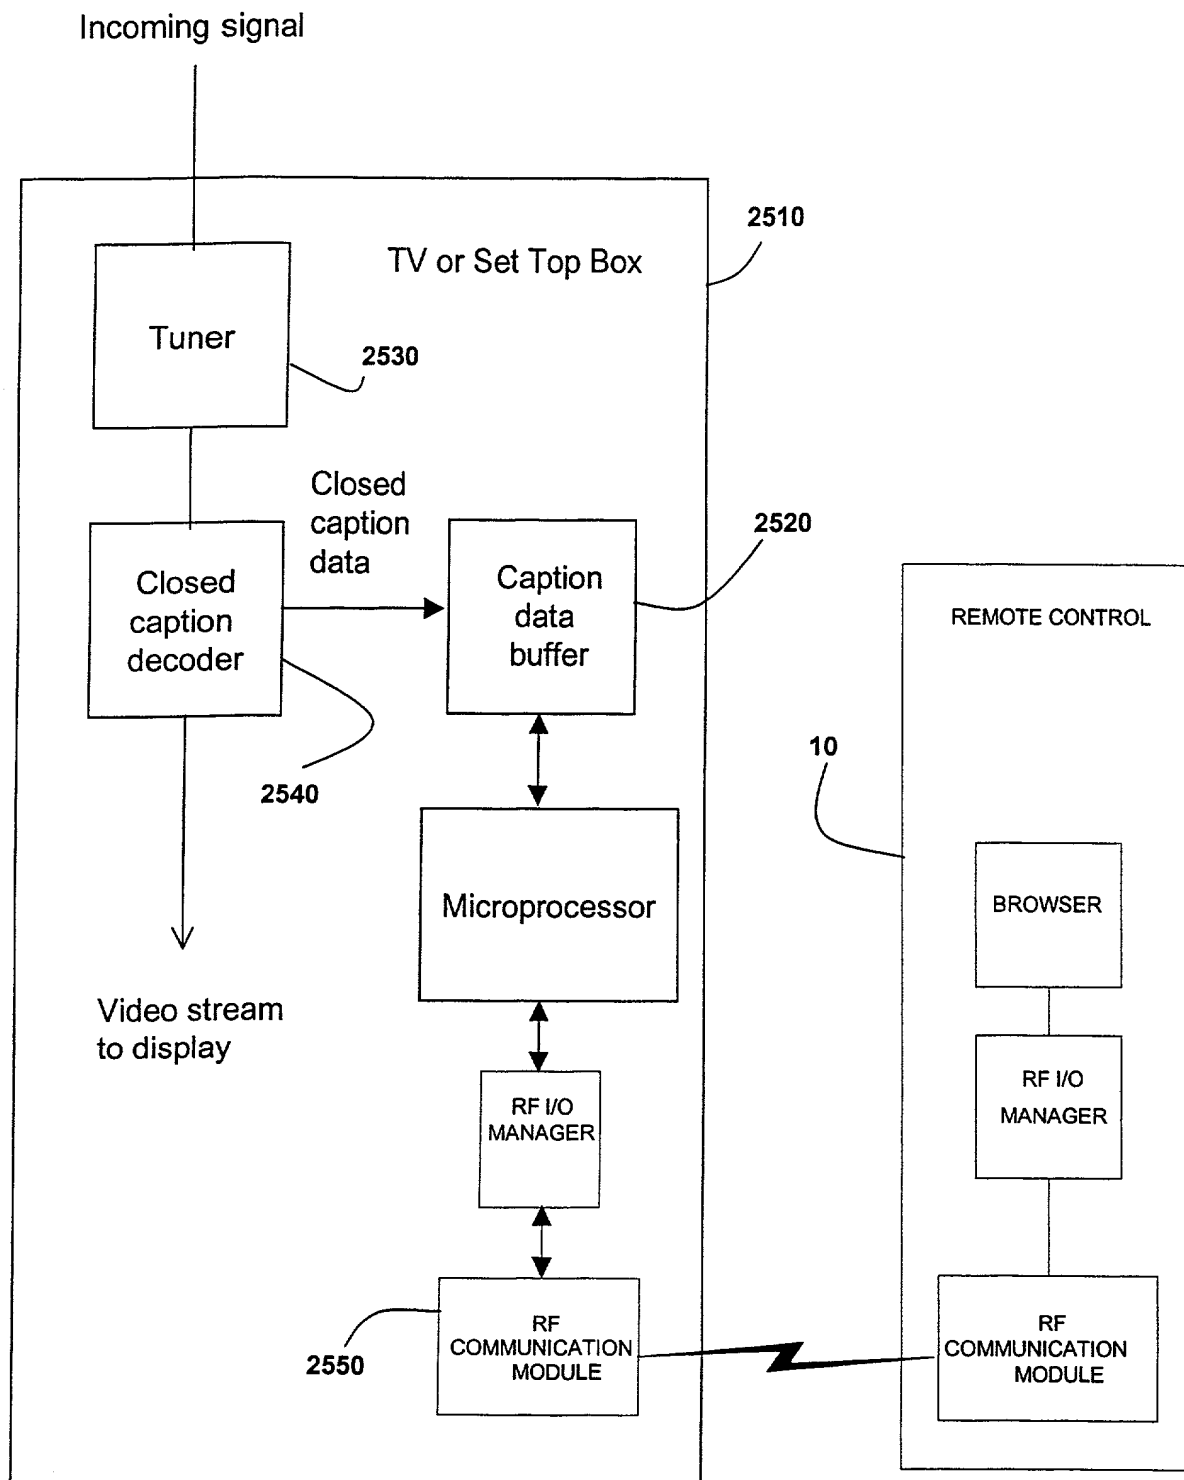 Incoming signal
2510
TV or Set Top Box
Tuner
2530
Closed
caption
data
2520
Closed
caption
decoder
Caption
data
buffer
REMOTE CONTROL
2540
10
Microprocessor
BROWSER
Video stream
to display
RF I/O
MANAGER
RF I/O
MANAGER
2550
RF
COMMUNICATION
MODULE
RF
COMMUNICATION
MODULE